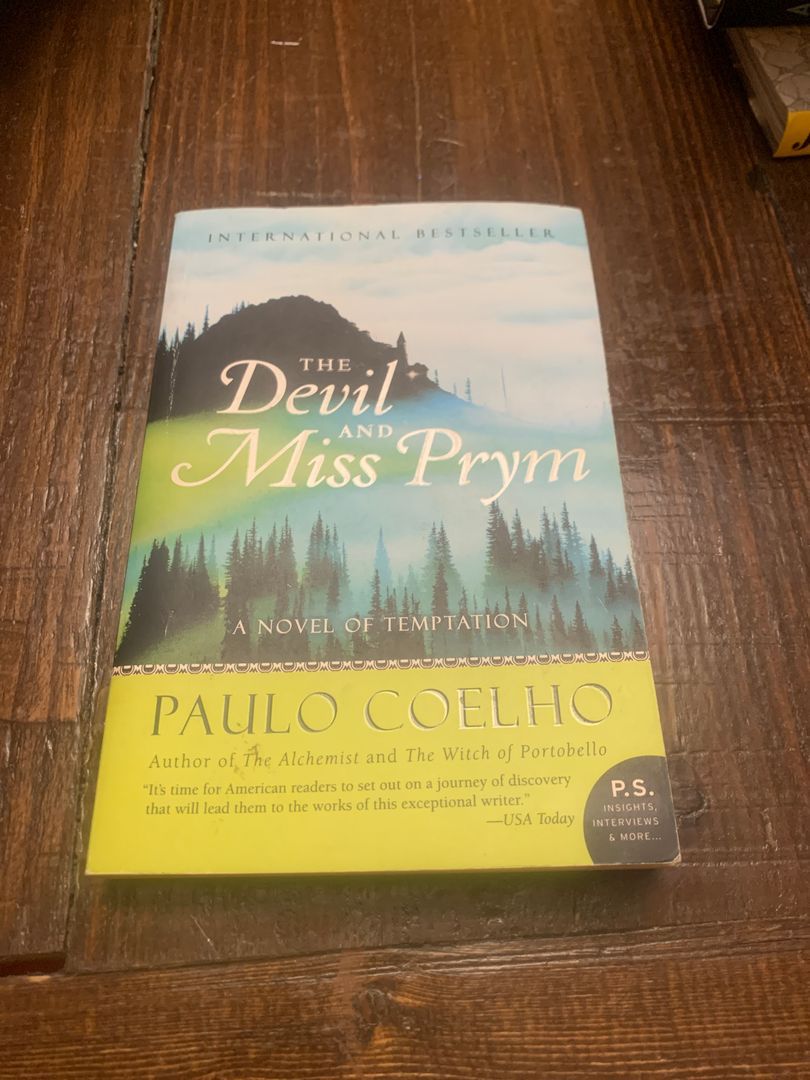 INTERNATIONAL BESTSELLER
THE
Devil
AND
Miss Prym
A NOVEL OF TEMPTATION
PAULO COELHO
Author of The Alchemist and The Witch of Portobello
“It's time for American readers to set out on a journey of discovery
that will lead them to the works of this exceptional writer.”
—USA Today
P.S.
INSIGHTS,
INTERVIEWS
& MORE...